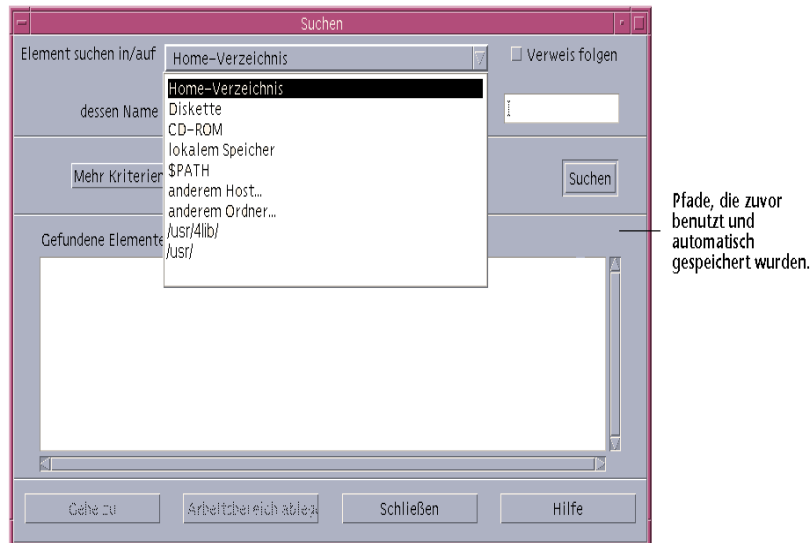 Suchen
Element suchen in/auf Home-Verzeichnis Verweis folgen
Home-Verzeichnis
Diskette
dessen Name
CD-ROM
lokalem Speicher
Mehr Kriterien
$PATH
Suchen
anderem Host...
anderem Ordner...
/usr/4lib/
Gefundene Elemente
/usr/
Pfade, die zuvor
benutzt und
automatisch
gespeichert wurden.
Gehe zu Arbeitsbereich ableg Schließen Hilfe